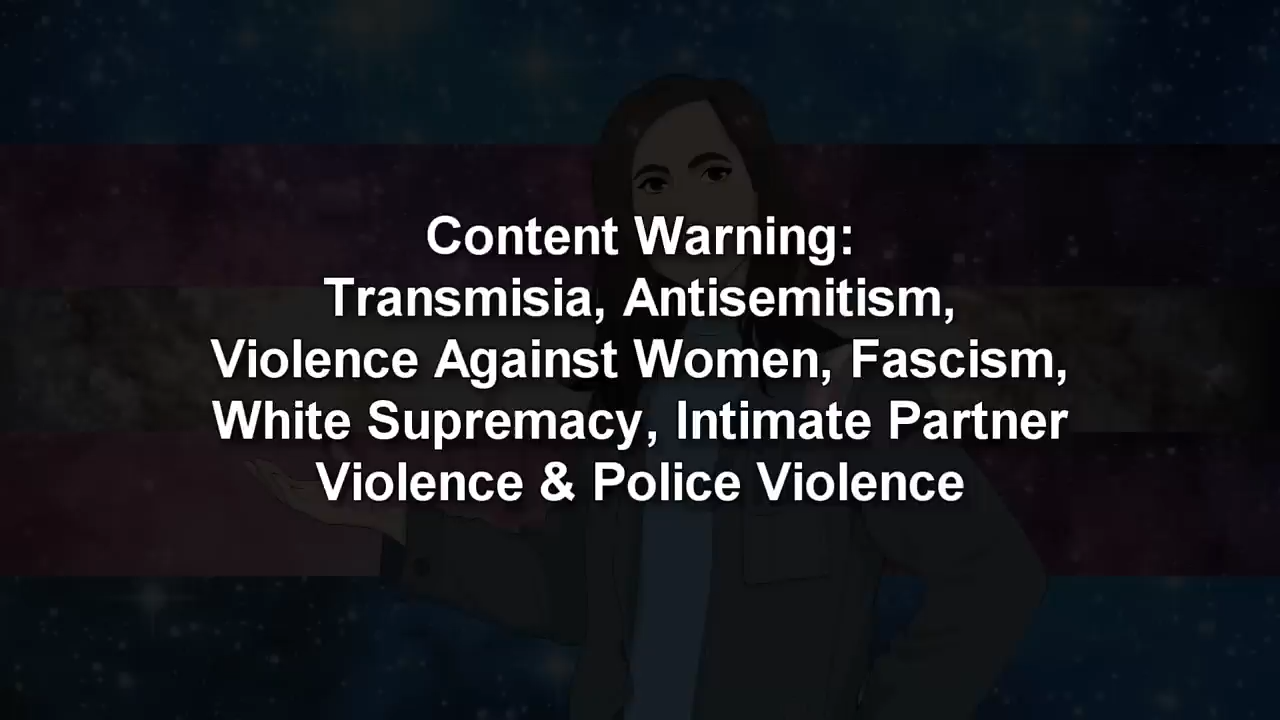 Content Warning:
Transmisia, Antisemitism,
Violence Against Women, Fascism,
White Supremacy, Intimate Partner
Violence & Police Violence